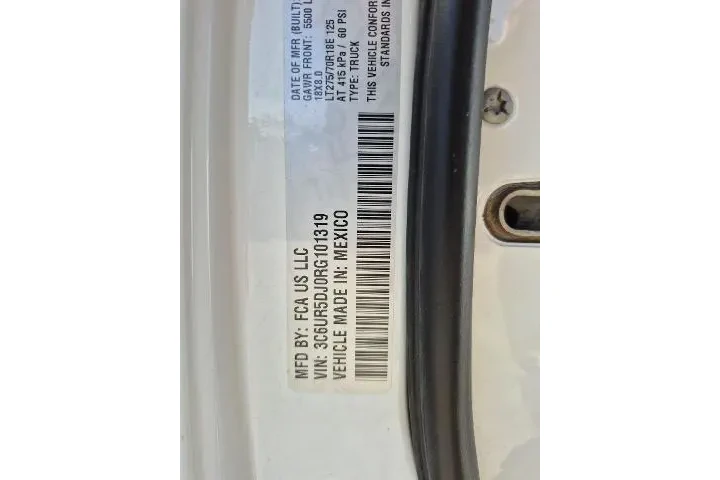 MFD BY: FCA US LLC
DATE OF MFR (BUILT):
GAWR FRONT: 5500 L
18X8.0
LT275/70R18E 125
AT 415 kPa / 60 PSI
TYPE: TRUCK
VIN: 3C6UR5DJ0RG101319
THIS VEHICLE CONFOR
VEHICLE MADE IN: MEXICO
STANDARDS IN